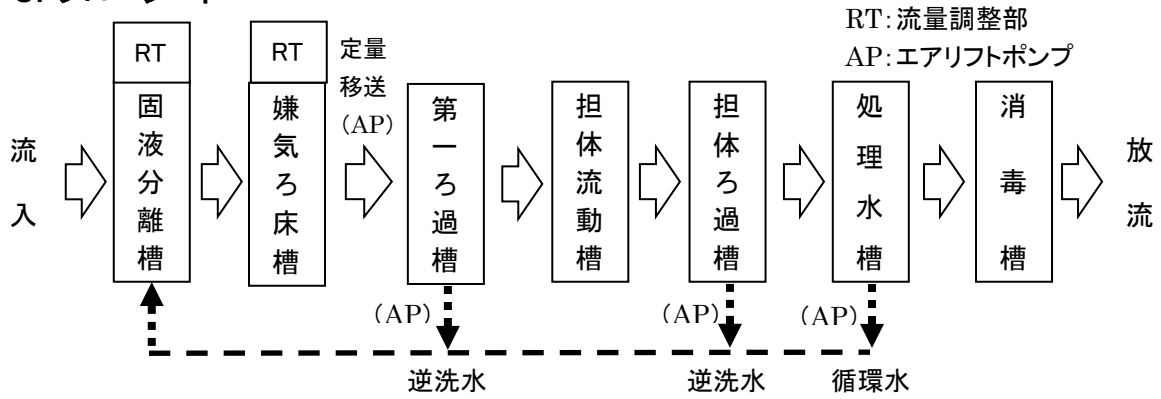 RT:流量調整部
AP:エアリフトポンプ
流入
RT
固液分離槽
RT
嫌気ろ床槽
定量
移送
(AP)
第一ろ過槽
担体流動槽
担体ろ過槽
処理水槽
消毒槽
放流
(AP)
(AP)
(AP)
逆洗水
逆洗水
循環水